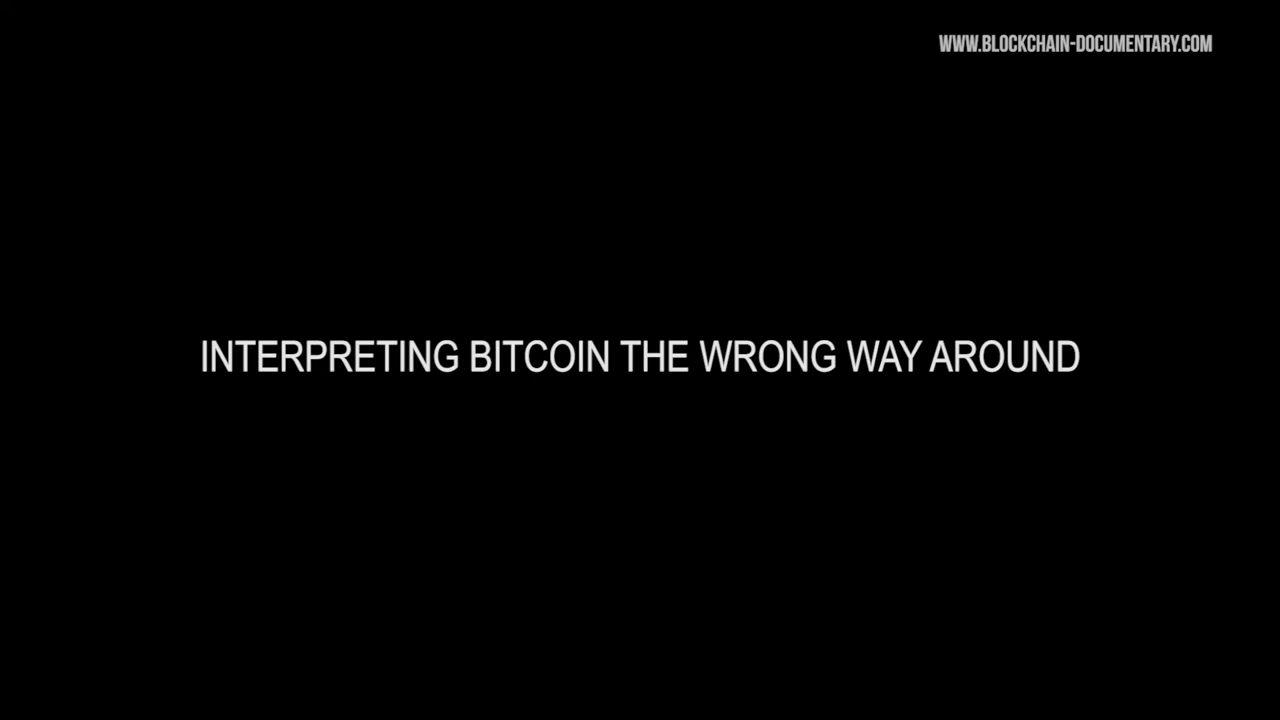 WWW.BLOCKCHAIN-DOCUMENTARY.COM
INTERPRETING BITCOIN THE WRONG WAY AROUND